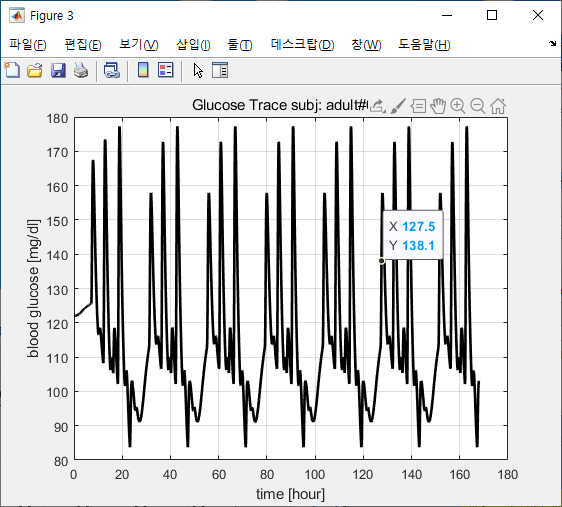 Figure 3
파일(F) 편집(E) 보기(V) 삽입(I) 툴(T) 데스크탑(D) 창(W) 도움말(H)
Glucose Trace subj: adult#
180
170
160
150
140
130
120
110
100
90
80
blood glucose [mg/dl]
X 127.5
Y 138.1
0 20 40 60 80 100 120 140 160 180
time [hour]